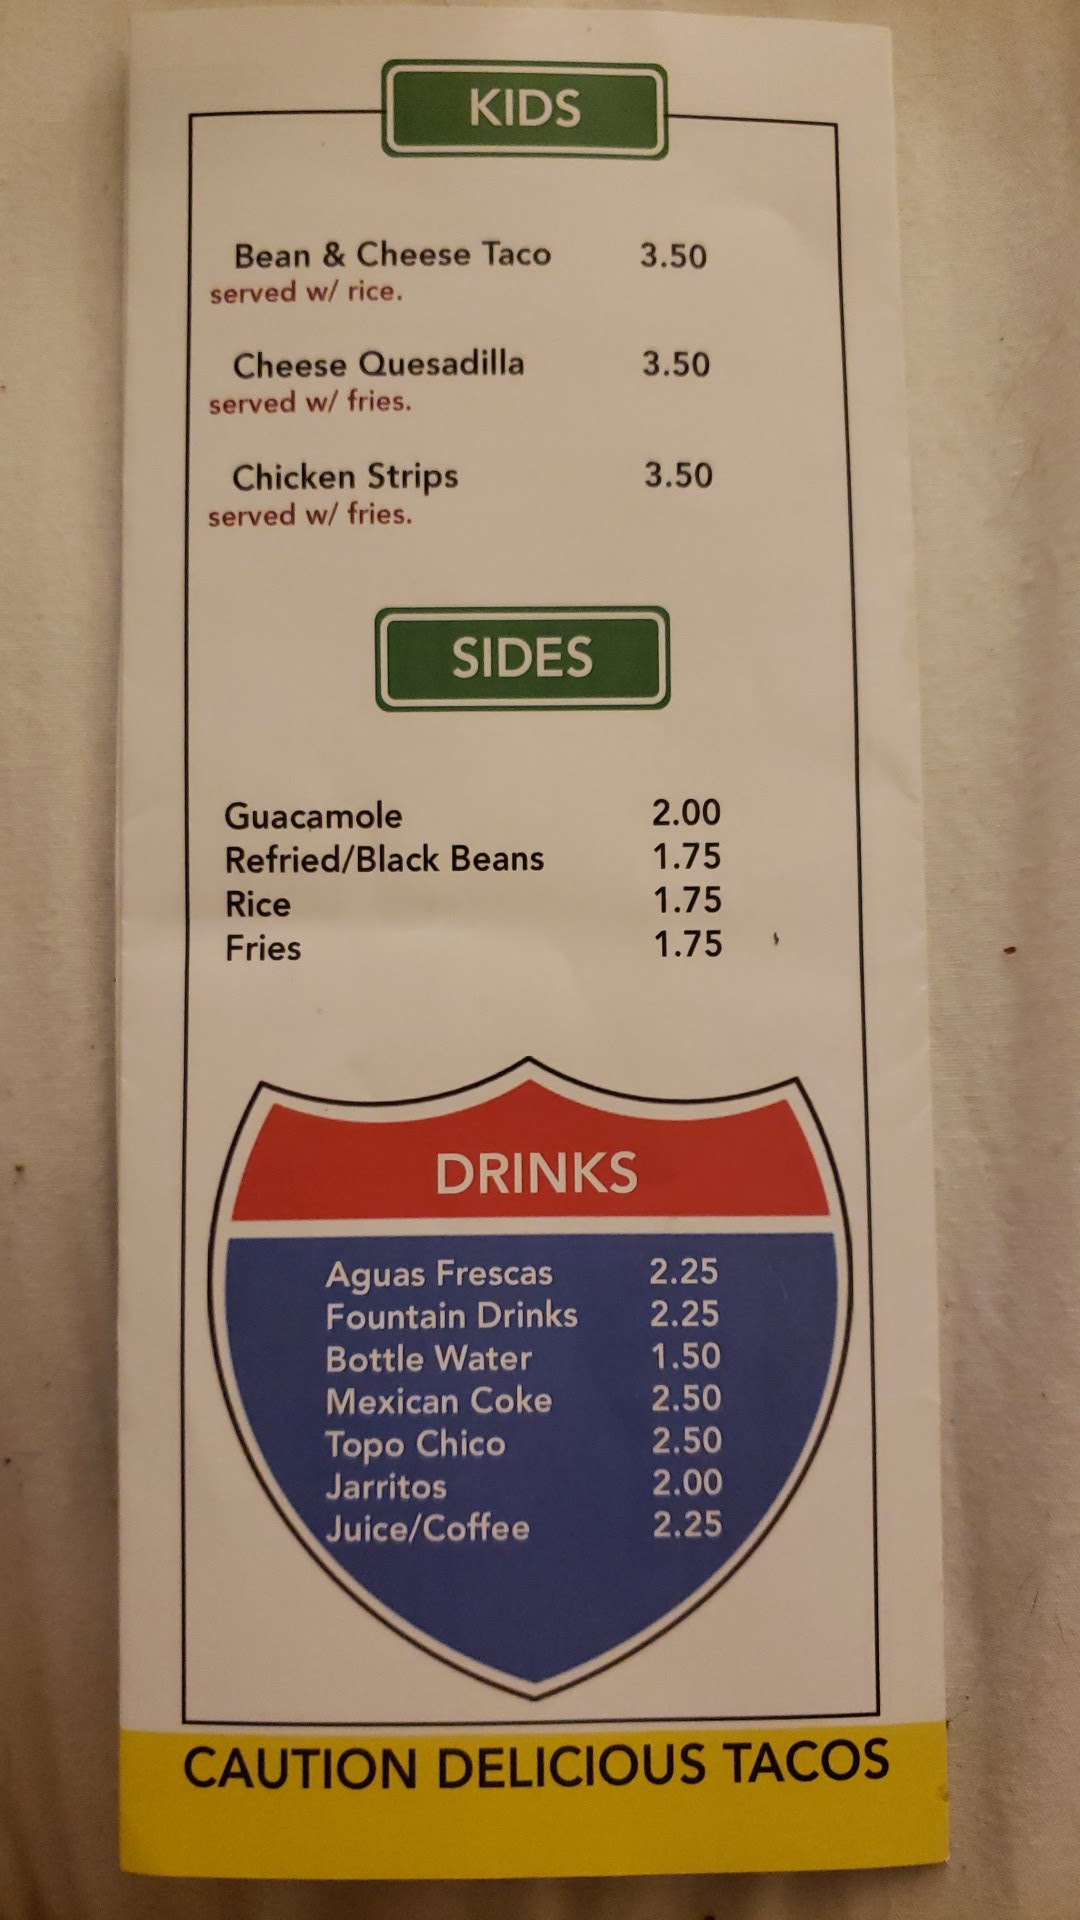 KIDS
Bean & Cheese Taco 3.50
served w/ rice.
Cheese Quesadilla 3.50
served w/ fries.
Chicken Strips 3.50
served w/ fries.
SIDES
Guacamole 2.00
Refried/Black Beans 1.75
Rice 1.75
Fries 1.75
DRINKS
Aguas Frescas 2.25
Fountain Drinks 2.25
Bottle Water 1.50
Mexican Coke 2.50
Topo Chico 2.50
Jarritos 2.00
Juice/Coffee 2.25
CAUTION DELICIOUS TACOS